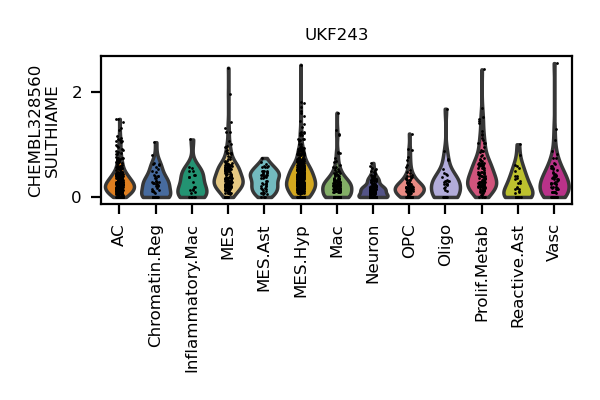 UKF243
CHEMBL328560
SULTHIAME
2
0
AC
Chromatin.Reg
Inflammatory.Mac
MES
MES.Ast
MES.Hyp
Mac
Neuron
OPC
Oligo
Prolif.Metab
Reactive.Ast
Vasc